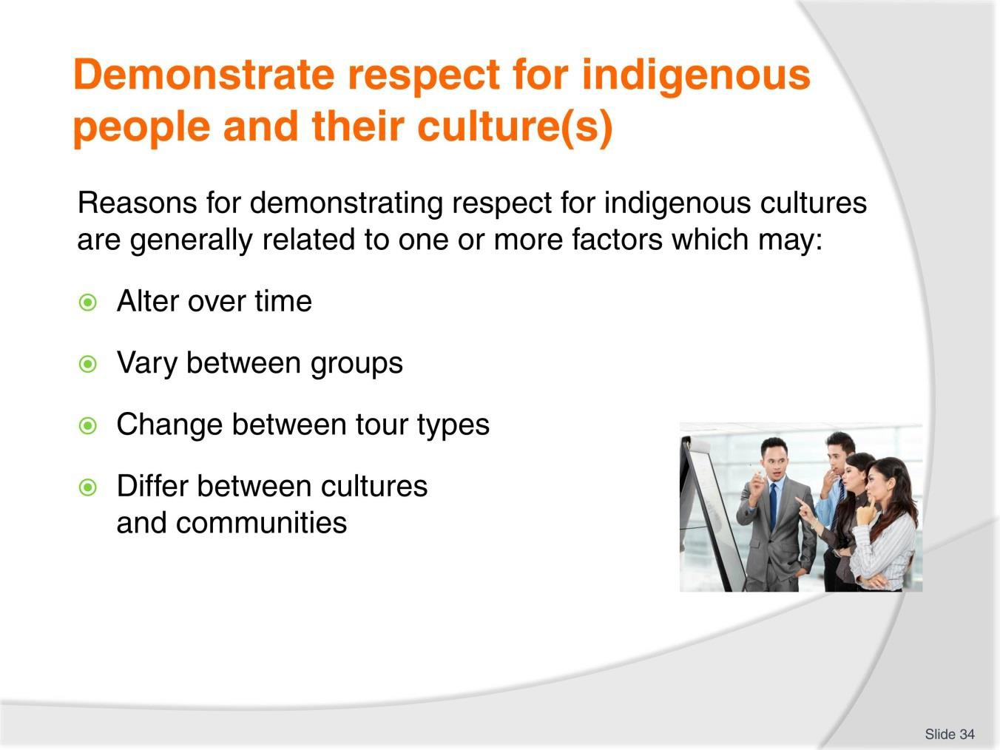 Demonstrate respect for indigenous
people and their culture(s)
Reasons for demonstrating respect for indigenous cultures
are generally related to one or more factors which may:
Alter over time
Vary between groups
Change between tour types
Differ between cultures
and communities
Slide 34